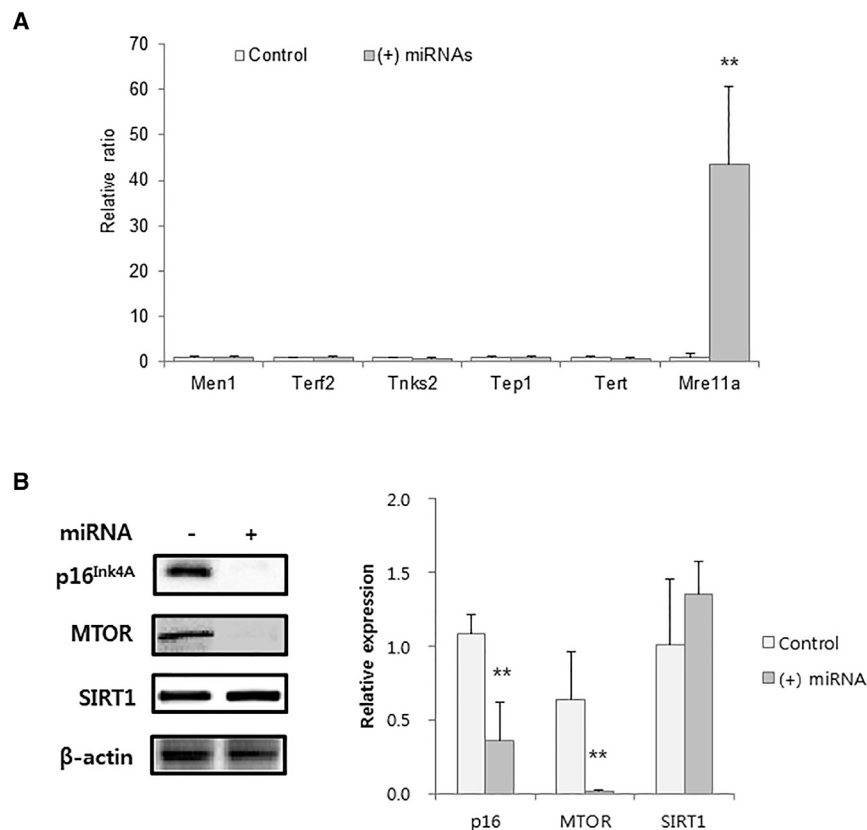 A
70
60
50
40
30
20
10
0
Relative ratio
Control (+) miRNAs
**
Men1 Terf2 Tnks2 Tep1 Tert Mre11a
B
miRNA - +
p16Ink4A
MTOR
SIRT1
β-actin
2.0
1.5
1.0
0.5
0.0
Relative expression
**
**
p16 MTOR SIRT1
Control
(+) miRNA